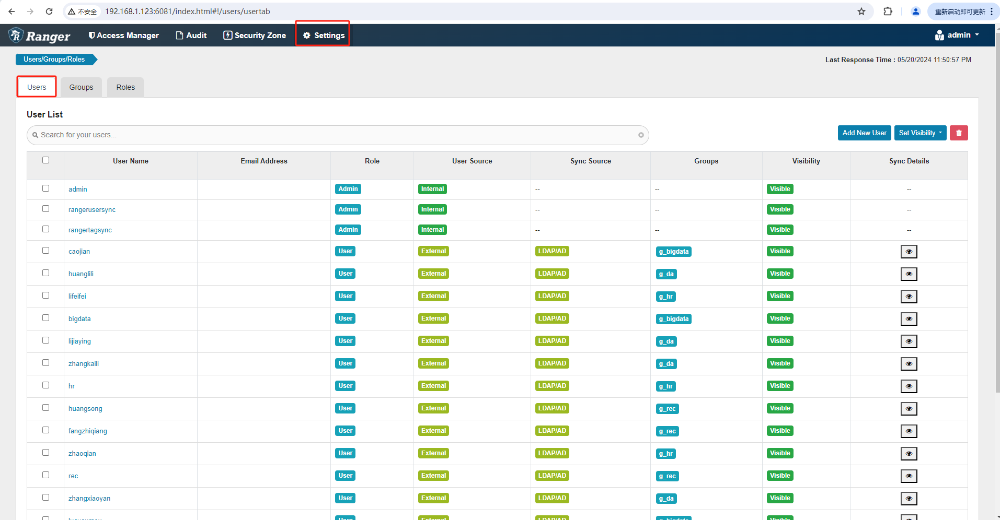 不安全 192.168.1.123:6081/index.html#!/users/usertab 重新启动即可更新
Ranger Access Manager Audit Security Zone Settings admin
Users/Groups/Roles Last Response Time : 05/20/2024 11:50:57 PM
Users Groups Roles
User List
Search for your users... Add New User Set Visibility
User Name Email Address Role User Source Sync Source Groups Visibility Sync Details
admin Admin Internal -- -- Visible --
rangerusersync Admin Internal -- -- Visible --
rangertagsync Admin Internal -- -- Visible --
caojian User External LDAP/AD g_bigdata Visible
huanglili User External LDAP/AD g_da Visible
lifeifei User External LDAP/AD g_hr Visible
bigdata User External LDAP/AD g_bigdata Visible
lijiaying User External LDAP/AD g_da Visible
zhangkaili User External LDAP/AD g_da Visible
hr User External LDAP/AD g_hr Visible
huangsong User External LDAP/AD g_rec Visible
fangzhiqiang User External LDAP/AD g_rec Visible
zhaoqian User External LDAP/AD g_hr Visible
rec User External LDAP/AD g_rec Visible
zhangxiaoyan User External LDAP/AD g_da Visible
User External LDAP/AD g_bigdata Visible